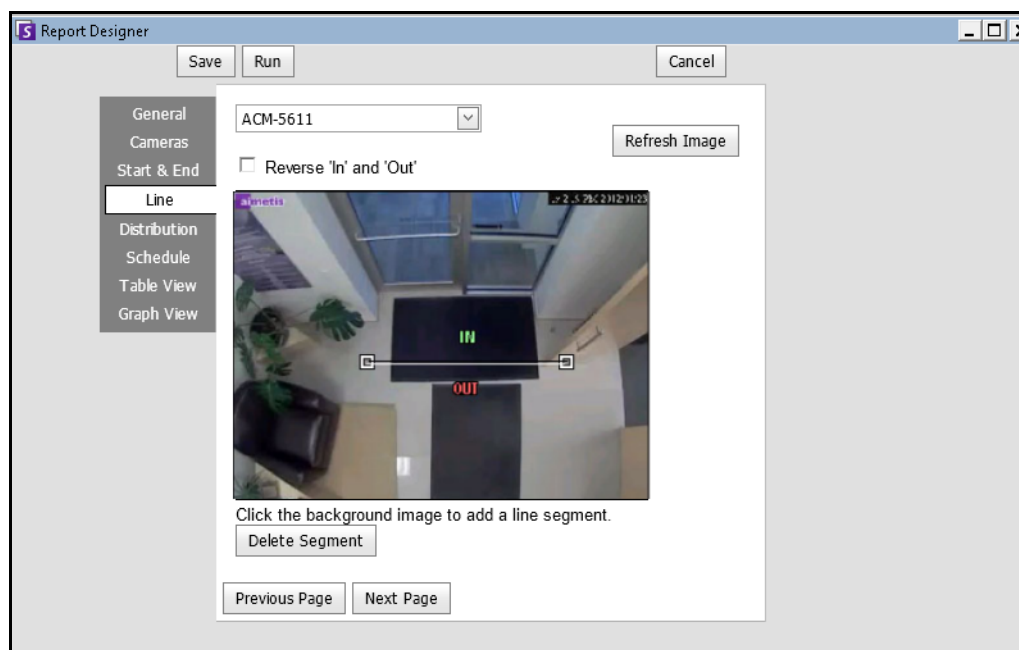 Report Designer
Save Run Cancel
General
Cameras
Start & End
Line
Distribution
Schedule
Table View
Graph View
ACM-5611
Refresh Image
Reverse 'In' and 'Out'
aimetis
IN
OUT
Click the background image to add a line segment.
Delete Segment
Previous Page Next Page